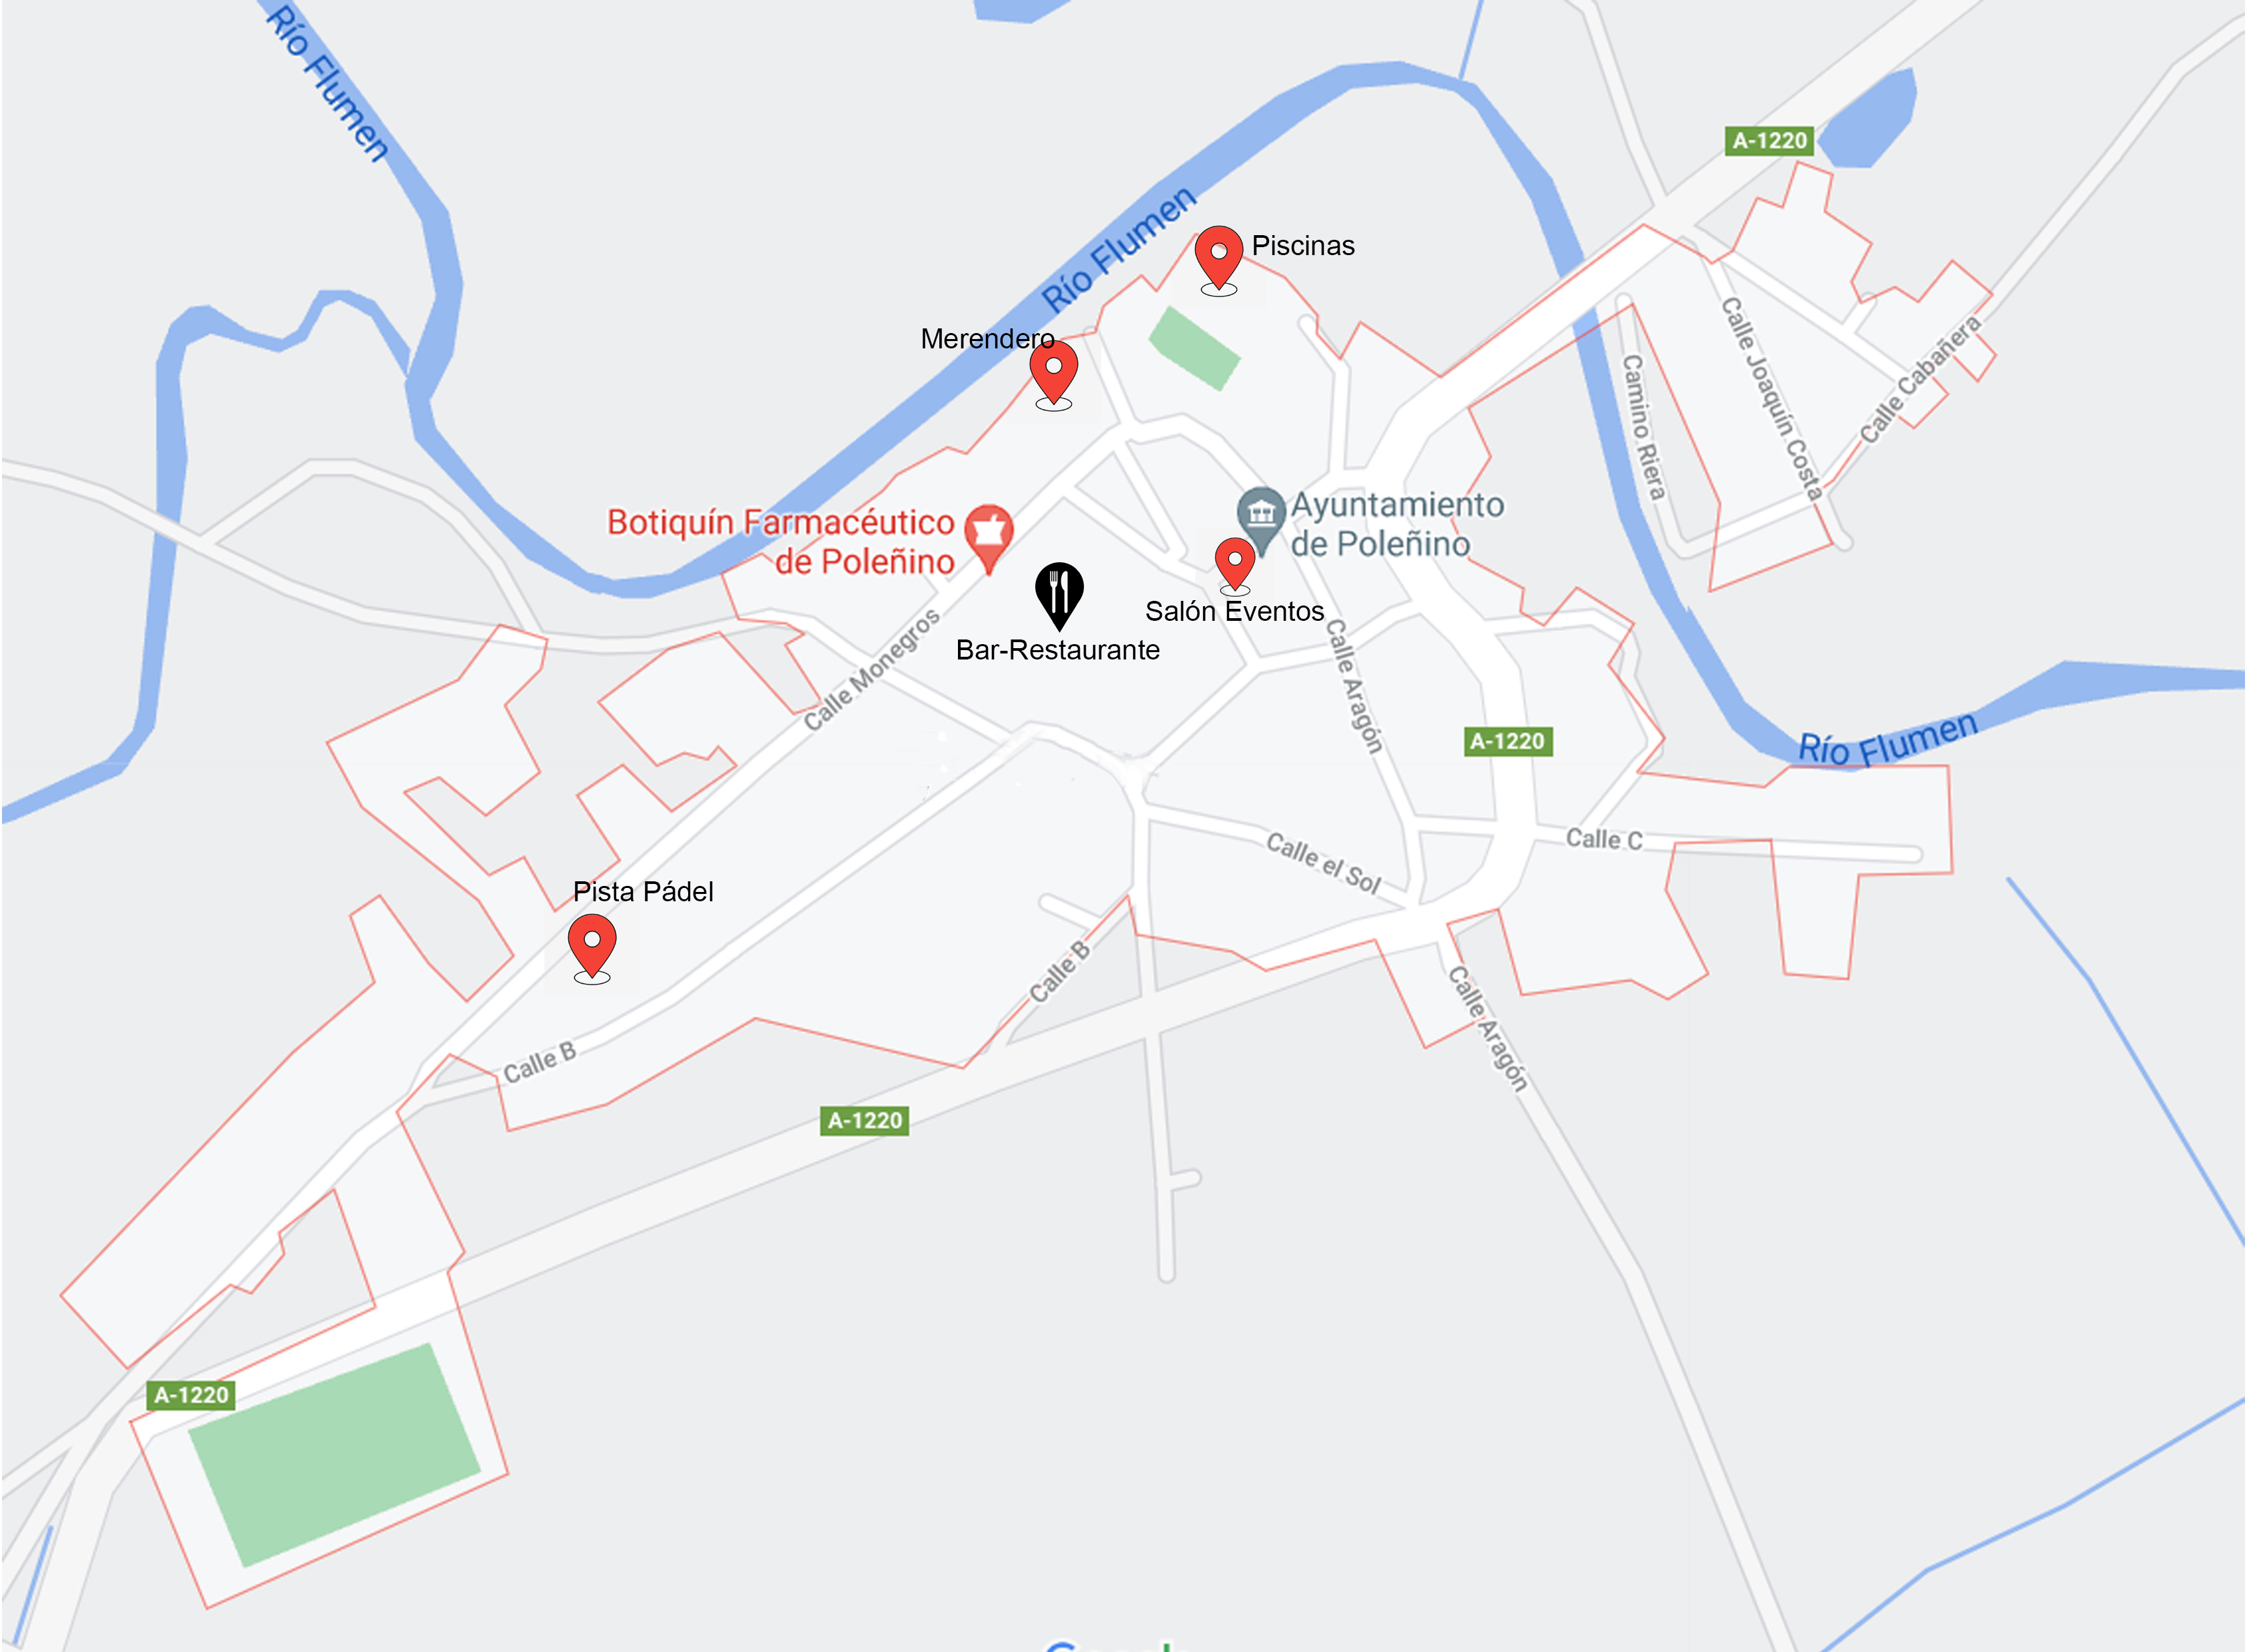 Río Flumen
A-1220
Río Flumen
Piscinas
Merendero
Calle Joaquín Costa
Calle Cabañera
Camino Riera
Botiquín Farmacéutico
de Poleñino
Ayuntamiento
de Poleñino
Salón Eventos
Bar-Restaurante
Calle Monegros
Calle Aragón
A-1220
Río Flumen
Calle C
Calle el Sol
Pista Pádel
Calle B
Calle B
Calle Aragón
A-1220
A-1220